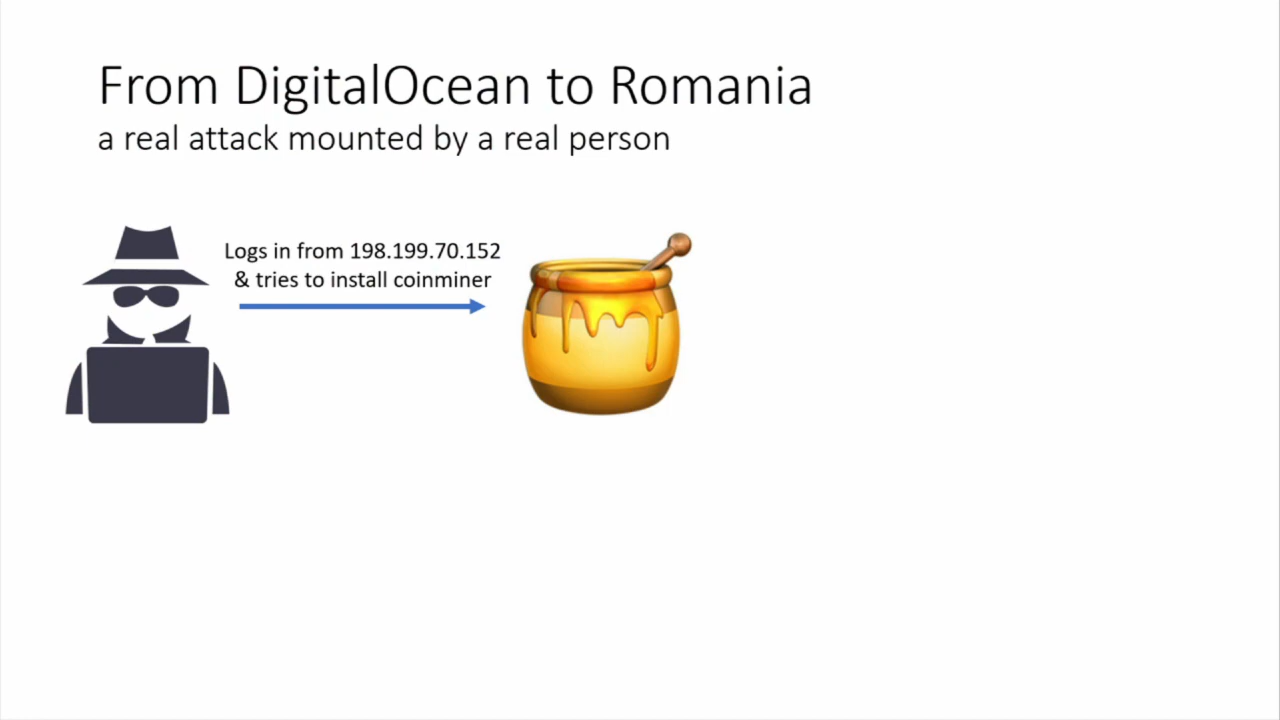 From DigitalOcean to Romania
a real attack mounted by a real person
Logs in from 198.199.70.152
& tries to install coinminer